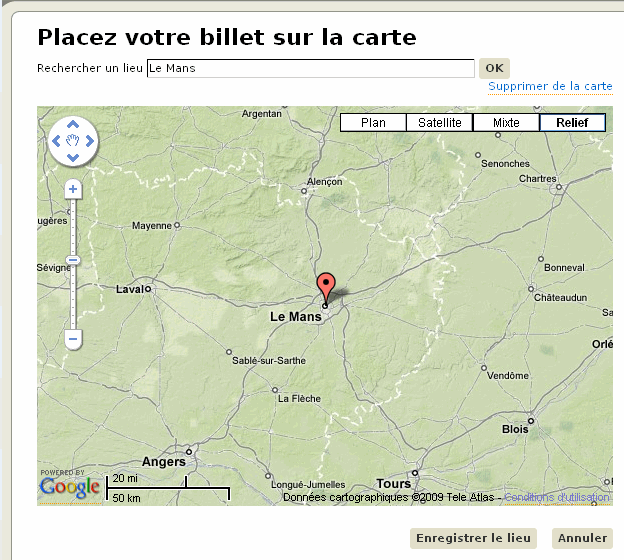 Placez votre billet sur la carte
Rechercher un lieu Le Mans OK
Supprimer de la carte
Argentan
Plan Satellite Mixte Relief
Senonches
Chartres
Alençon
ugères
Mayenne
Sévigné
Bonneval
Laval
Châteaudun
Sa
Le Mans
Orlé
Sablé-sur-Sarthe
Vendôme
La Flèche
Blois
Angers
POWERED BY
Google
20 mi
50 km
Longué-Jumelles
Tours
Données cartographiques ©2009 Tele Atlas - Conditions d'utilisation
Enregistrer le lieu Annuler